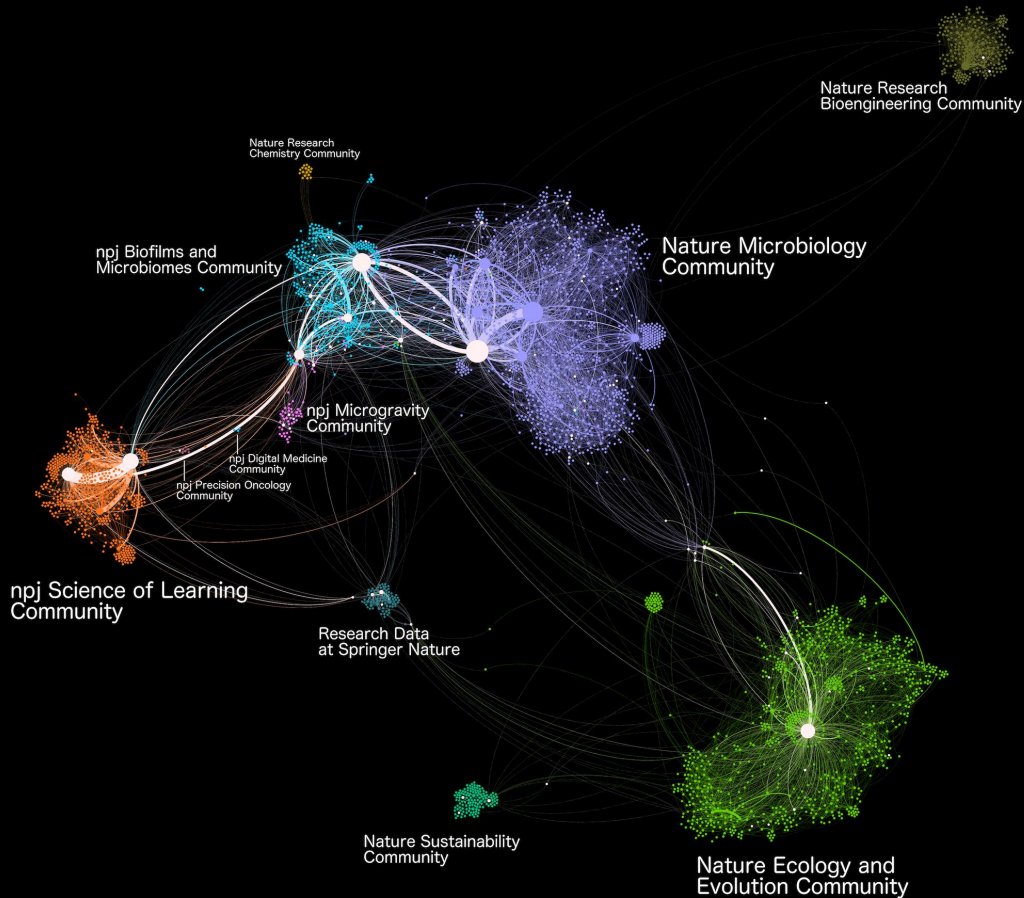 Nature Research
Bioengineering Community
Nature Research
Chemistry Community
npj Biofilms and
Microbiomes Community
Nature Microbiology
Community
npj Microgravity
Community
npj Digital Medicine
Community
npj Precision Oncology
Community
npj Science of Learning
Community
Research Data
at Springer Nature
Nature Sustainability
Community
Nature Ecology and
Evolution Community